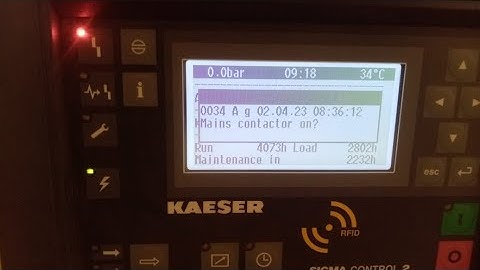 0.0bar 09:18 34°C
0034 A g 02.04.23 08:36:12
Mains contactor on?
Run 4073h Load 2802h
Maintenance in 2232h
esc
KAESER
RFID
SIGMA CONTROL 2